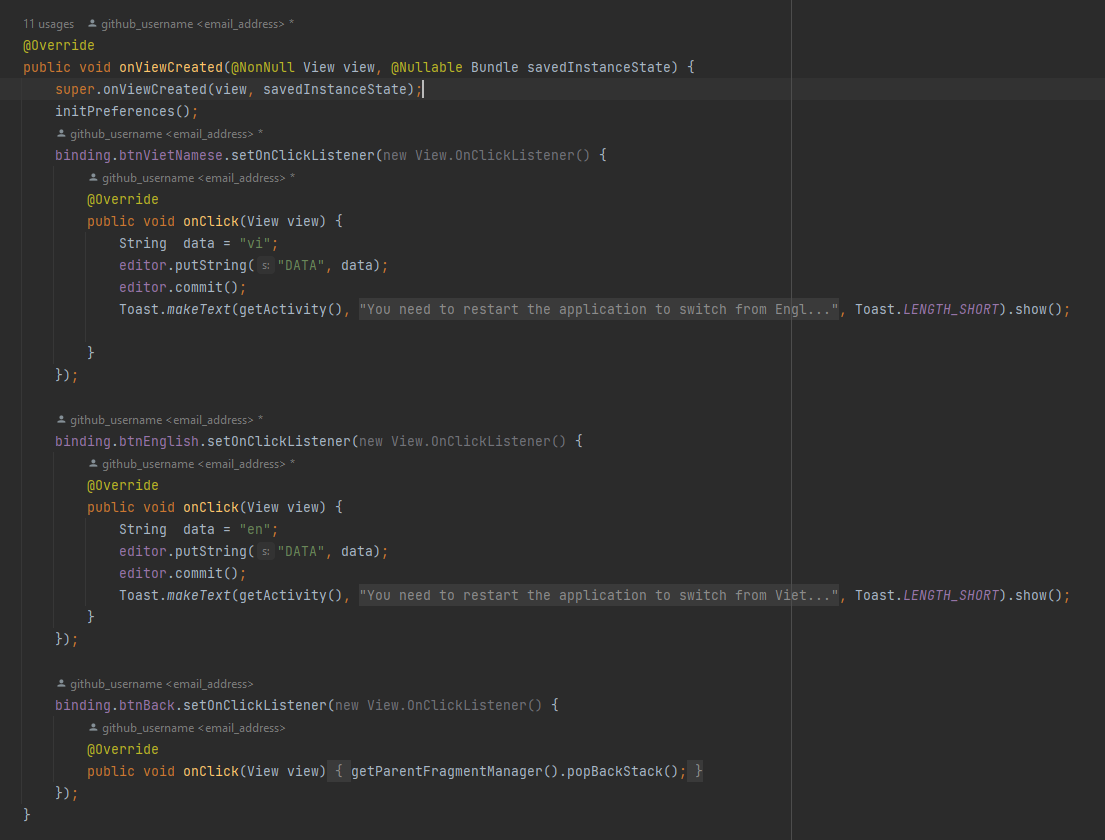 11 usages github_username <email_address> *
@Override
public void onViewCreated(@NonNull View view, @Nullable Bundle savedInstanceState) {
super.onViewCreated(view, savedInstanceState);
initPreferences();
github_username <email_address> *
binding.btnVietNamese.setOnClickListener(new View.OnClickListener() {
github_username <email_address> *
@Override
public void onClick(View view) {
String  data = "vi";
editor.putString( s: "DATA", data);
editor.commit();
Toast.makeText(getActivity(), "You need to restart the application to switch from Engl...", Toast.LENGTH_SHORT).show();
}
});
github_username <email_address> *
binding.btnEnglish.setOnClickListener(new View.OnClickListener() {
github_username <email_address> *
@Override
public void onClick(View view) {
String  data = "en";
editor.putString( s: "DATA", data);
editor.commit();
Toast.makeText(getActivity(), "You need to restart the application to switch from Viet...", Toast.LENGTH_SHORT).show();
}
});
github_username <email_address>
binding.btnBack.setOnClickListener(new View.OnClickListener() {
github_username <email_address>
@Override
public void onClick(View view) { getParentFragmentManager().popBackStack(); }
});
}